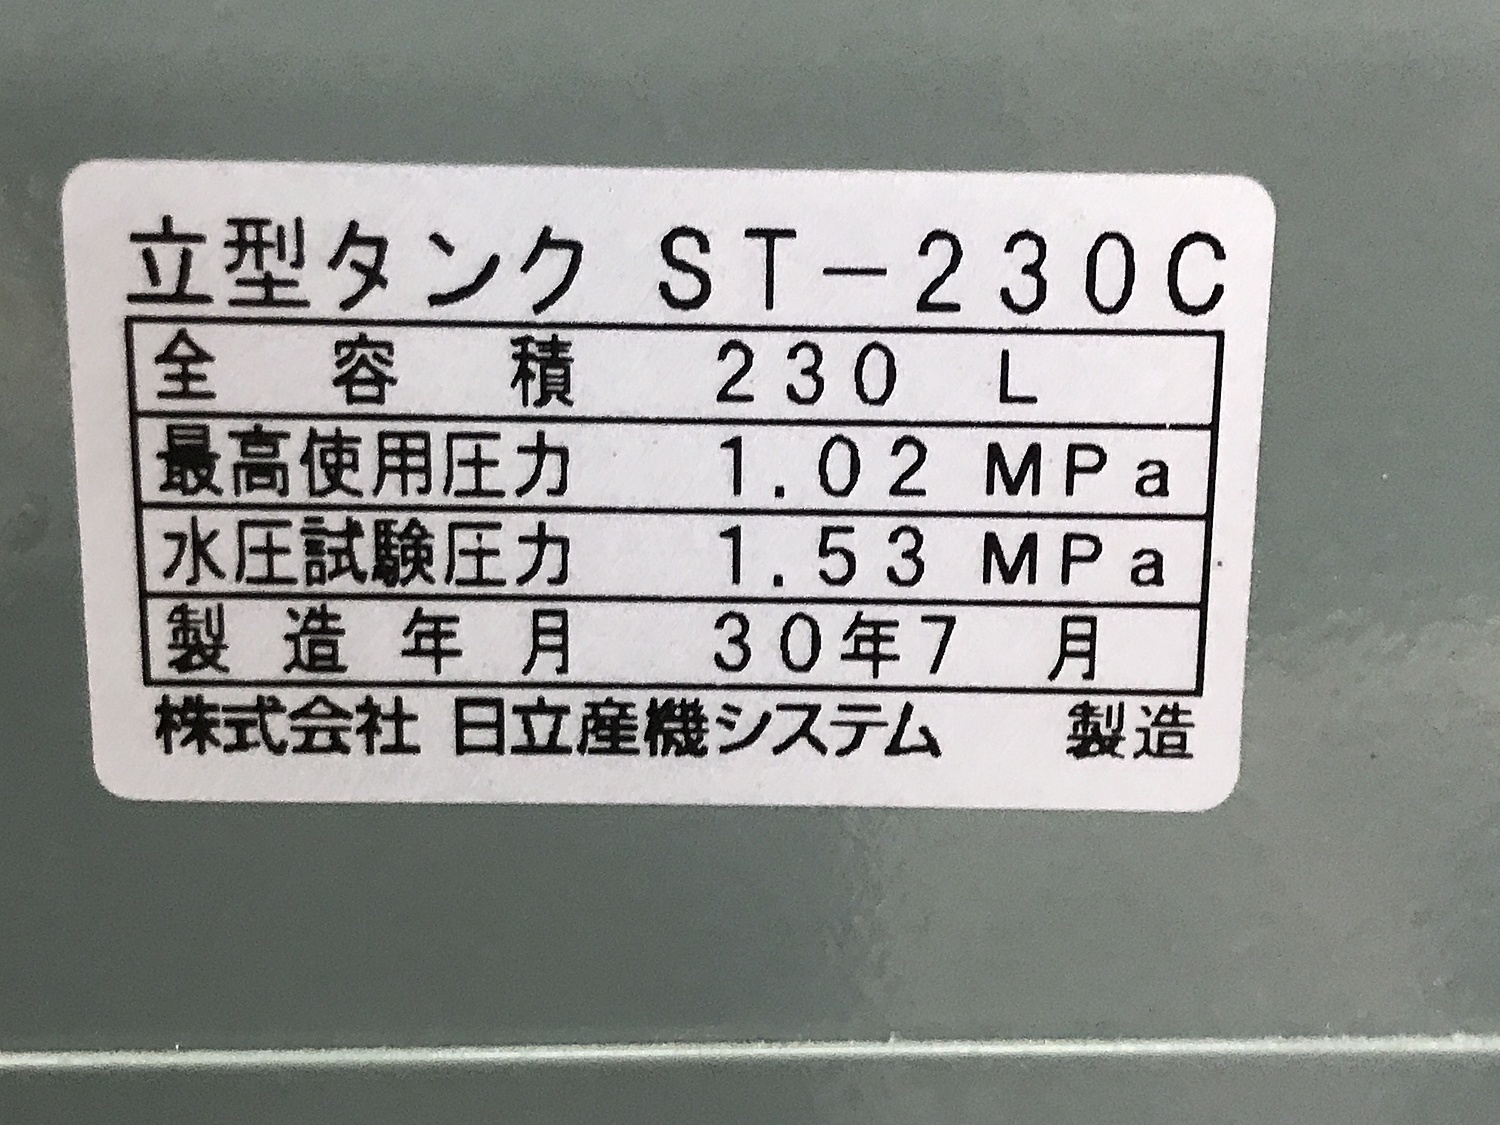 立型タンク ST-230C
全容積 230 L
最高使用圧力 1.02 MPa
水圧試験圧力 1.53 MPa
製造年月 30年7月
株式会社 日立産機システム 製造